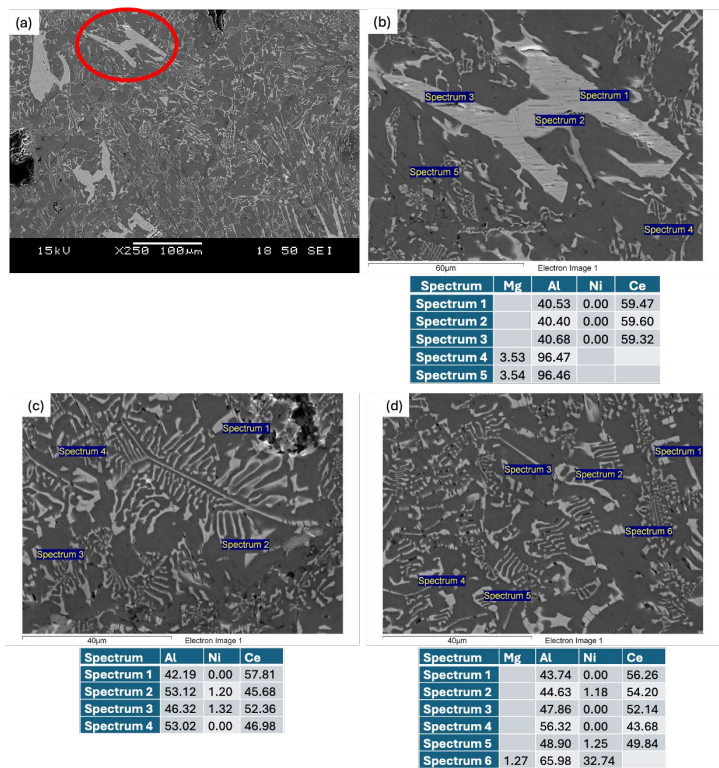 (a)
15kV X250 100µm 18 50 SEI
(b)
Spectrum 3
Spectrum 1
Spectrum 2
Spectrum 5
Spectrum 4
60µm Electron Image 1
Spectrum Mg Al Ni Ce
Spectrum 1 40.53 0.00 59.47
Spectrum 2 40.40 0.00 59.60
Spectrum 3 40.68 0.00 59.32
Spectrum 4 3.53 96.47
Spectrum 5 3.54 96.46
(c)
Spectrum 1
Spectrum 4
Spectrum 2
Spectrum 3
40µm Electron Image 1
Spectrum Al Ni Ce
Spectrum 1 42.19 0.00 57.81
Spectrum 2 53.12 1.20 45.68
Spectrum 3 46.32 1.32 52.36
Spectrum 4 53.02 0.00 46.98
(d)
Spectrum 1
Spectrum 3
Spectrum 2
Spectrum 6
Spectrum 4
Spectrum 5
40µm Electron Image 1
Spectrum Mg Al Ni Ce
Spectrum 1 43.74 0.00 56.26
Spectrum 2 44.63 1.18 54.20
Spectrum 3 47.86 0.00 52.14
Spectrum 4 56.32 0.00 43.68
Spectrum 5 48.90 1.25 49.84
Spectrum 6 1.27 65.98 32.74